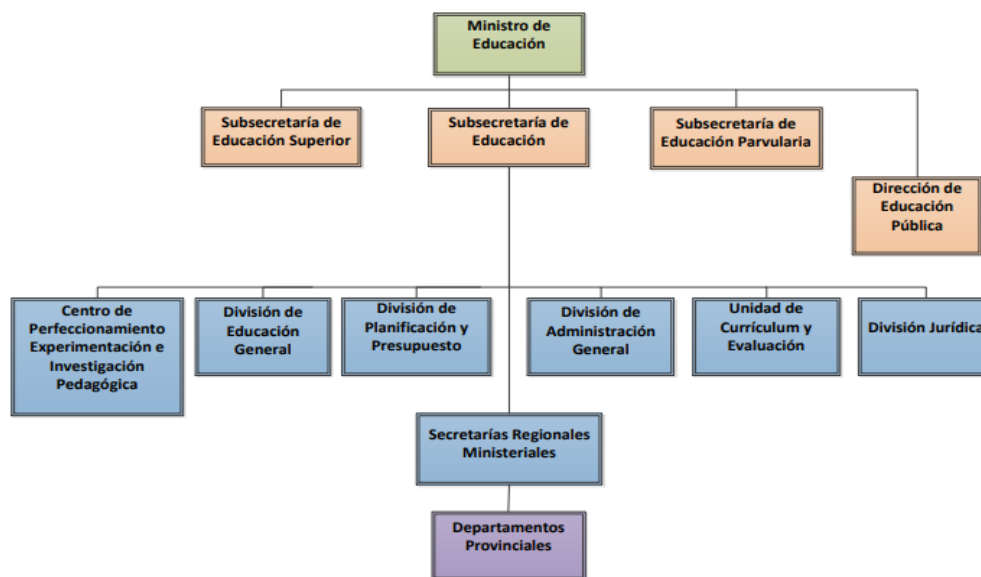 Ministro de
Educación
Subsecretaría de
Educación Superior
Subsecretaría de
Educación
Subsecretaría de
Educación Parvularia
Dirección de
Educación
Pública
Centro de
Perfeccionamiento
Experimentación e
Investigación
Pedagógica
División de
Educación
General
División de
Planificación y
Presupuesto
División de
Administración
General
Unidad de
Currículum y
Evaluación
División Jurídica
Secretarías Regionales
Ministeriales
Departamentos
Provinciales